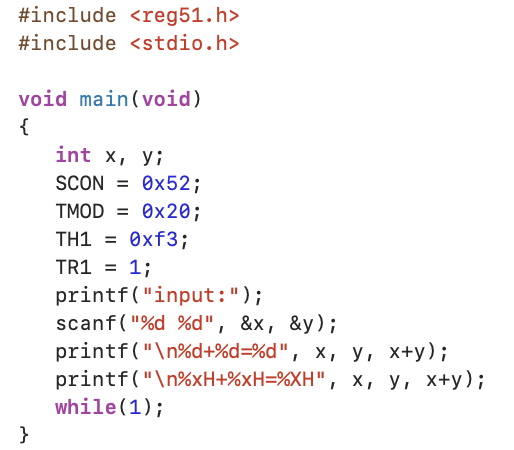 #include <reg51.h>
#include <stdio.h>

void main(void)
{
   int x, y;
   SCON = 0x52;
   TMOD = 0x20;
   TH1 = 0xf3;
   TR1 = 1;
   printf("input:");
   scanf("%d %d", &x, &y);
   printf("\n%d+%d=%d", x, y, x+y);
   printf("\n%xH+%xH=%XH", x, y, x+y);
   while(1);
}